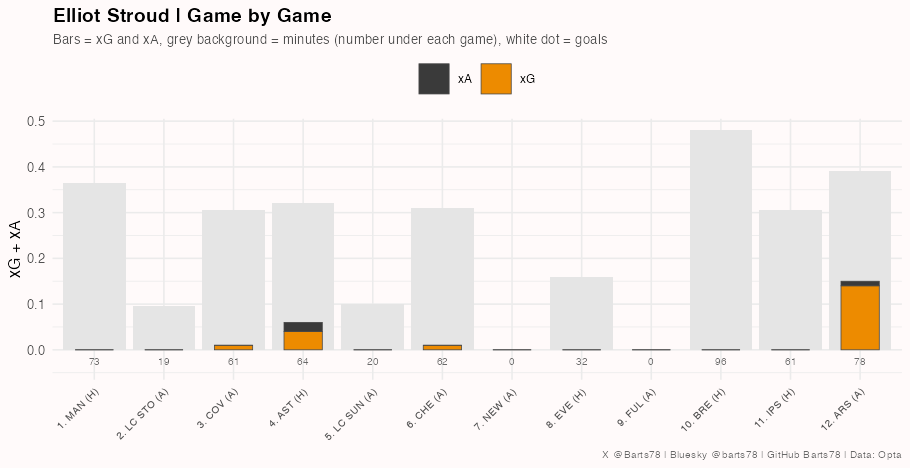 Elliot Stroud | Game by Game
Bars = xG and xA, grey background = minutes (number under each game), white dot = goals
xA xG
xG + xA
0.5
0.4
0.3
0.2
0.1
0.0
73 19 61 64 20 62 0 32 0 96 61 78
1. MAN (H)
2. LC STO (A)
3. COV (A)
4. AST (H)
5. LC SUN (A)
6. CHE (A)
7. NEW (A)
8. EVE (H)
9. FUL (A)
10. BRE (H)
11. IPS (H)
12. ARS (A)
X @Barts78 | Bluesky @barts78 | GitHub Barts78 | Data: Opta